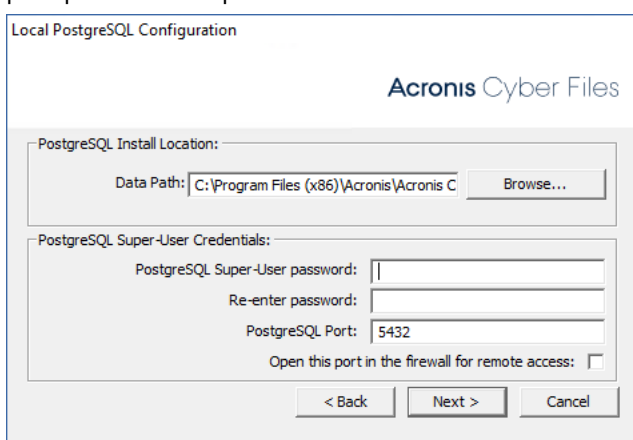 Local PostgreSQL Configuration
Acronis Cyber Files
PostgreSQL Install Location:
Data Path: C:\Program Files (x86)\Acronis\Acronis C Browse...
PostgreSQL Super-User Credentials:
PostgreSQL Super-User password:
Re-enter password:
PostgreSQL Port: 5432
Open this port in the firewall for remote access:
< Back Next > Cancel